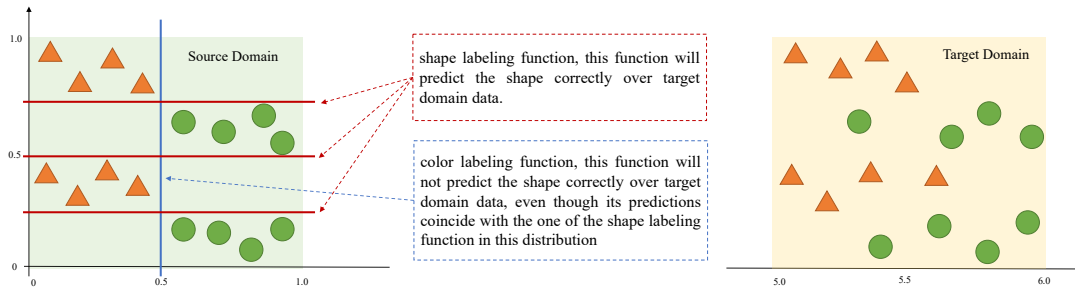 1.0
Source Domain
0.5
0
0
0.5
1.0
shape labeling function, this function will
predict the shape correctly over target
domain data.
color labeling function, this function will
not predict the shape correctly over target
domain data, even though its predictions
coincide with the one of the shape labeling
function in this distribution
Target Domain
5.0
5.5
6.0